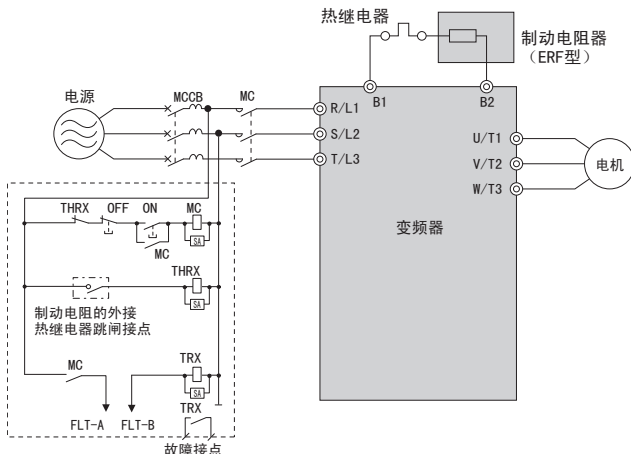 热继电器
制动电阻器
（ERF型）
B1
B2
电源
MCCB
MC
R/L1
S/L2
T/L3
U/T1
V/T2
W/T3
电机
变频器
THRX
OFF
ON
MC
SA
MC
THRX
SA
制动电阻的外接
热继电器跳闸接点
MC
TRX
SA
FLT-A
FLT-B
TRX
故障接点